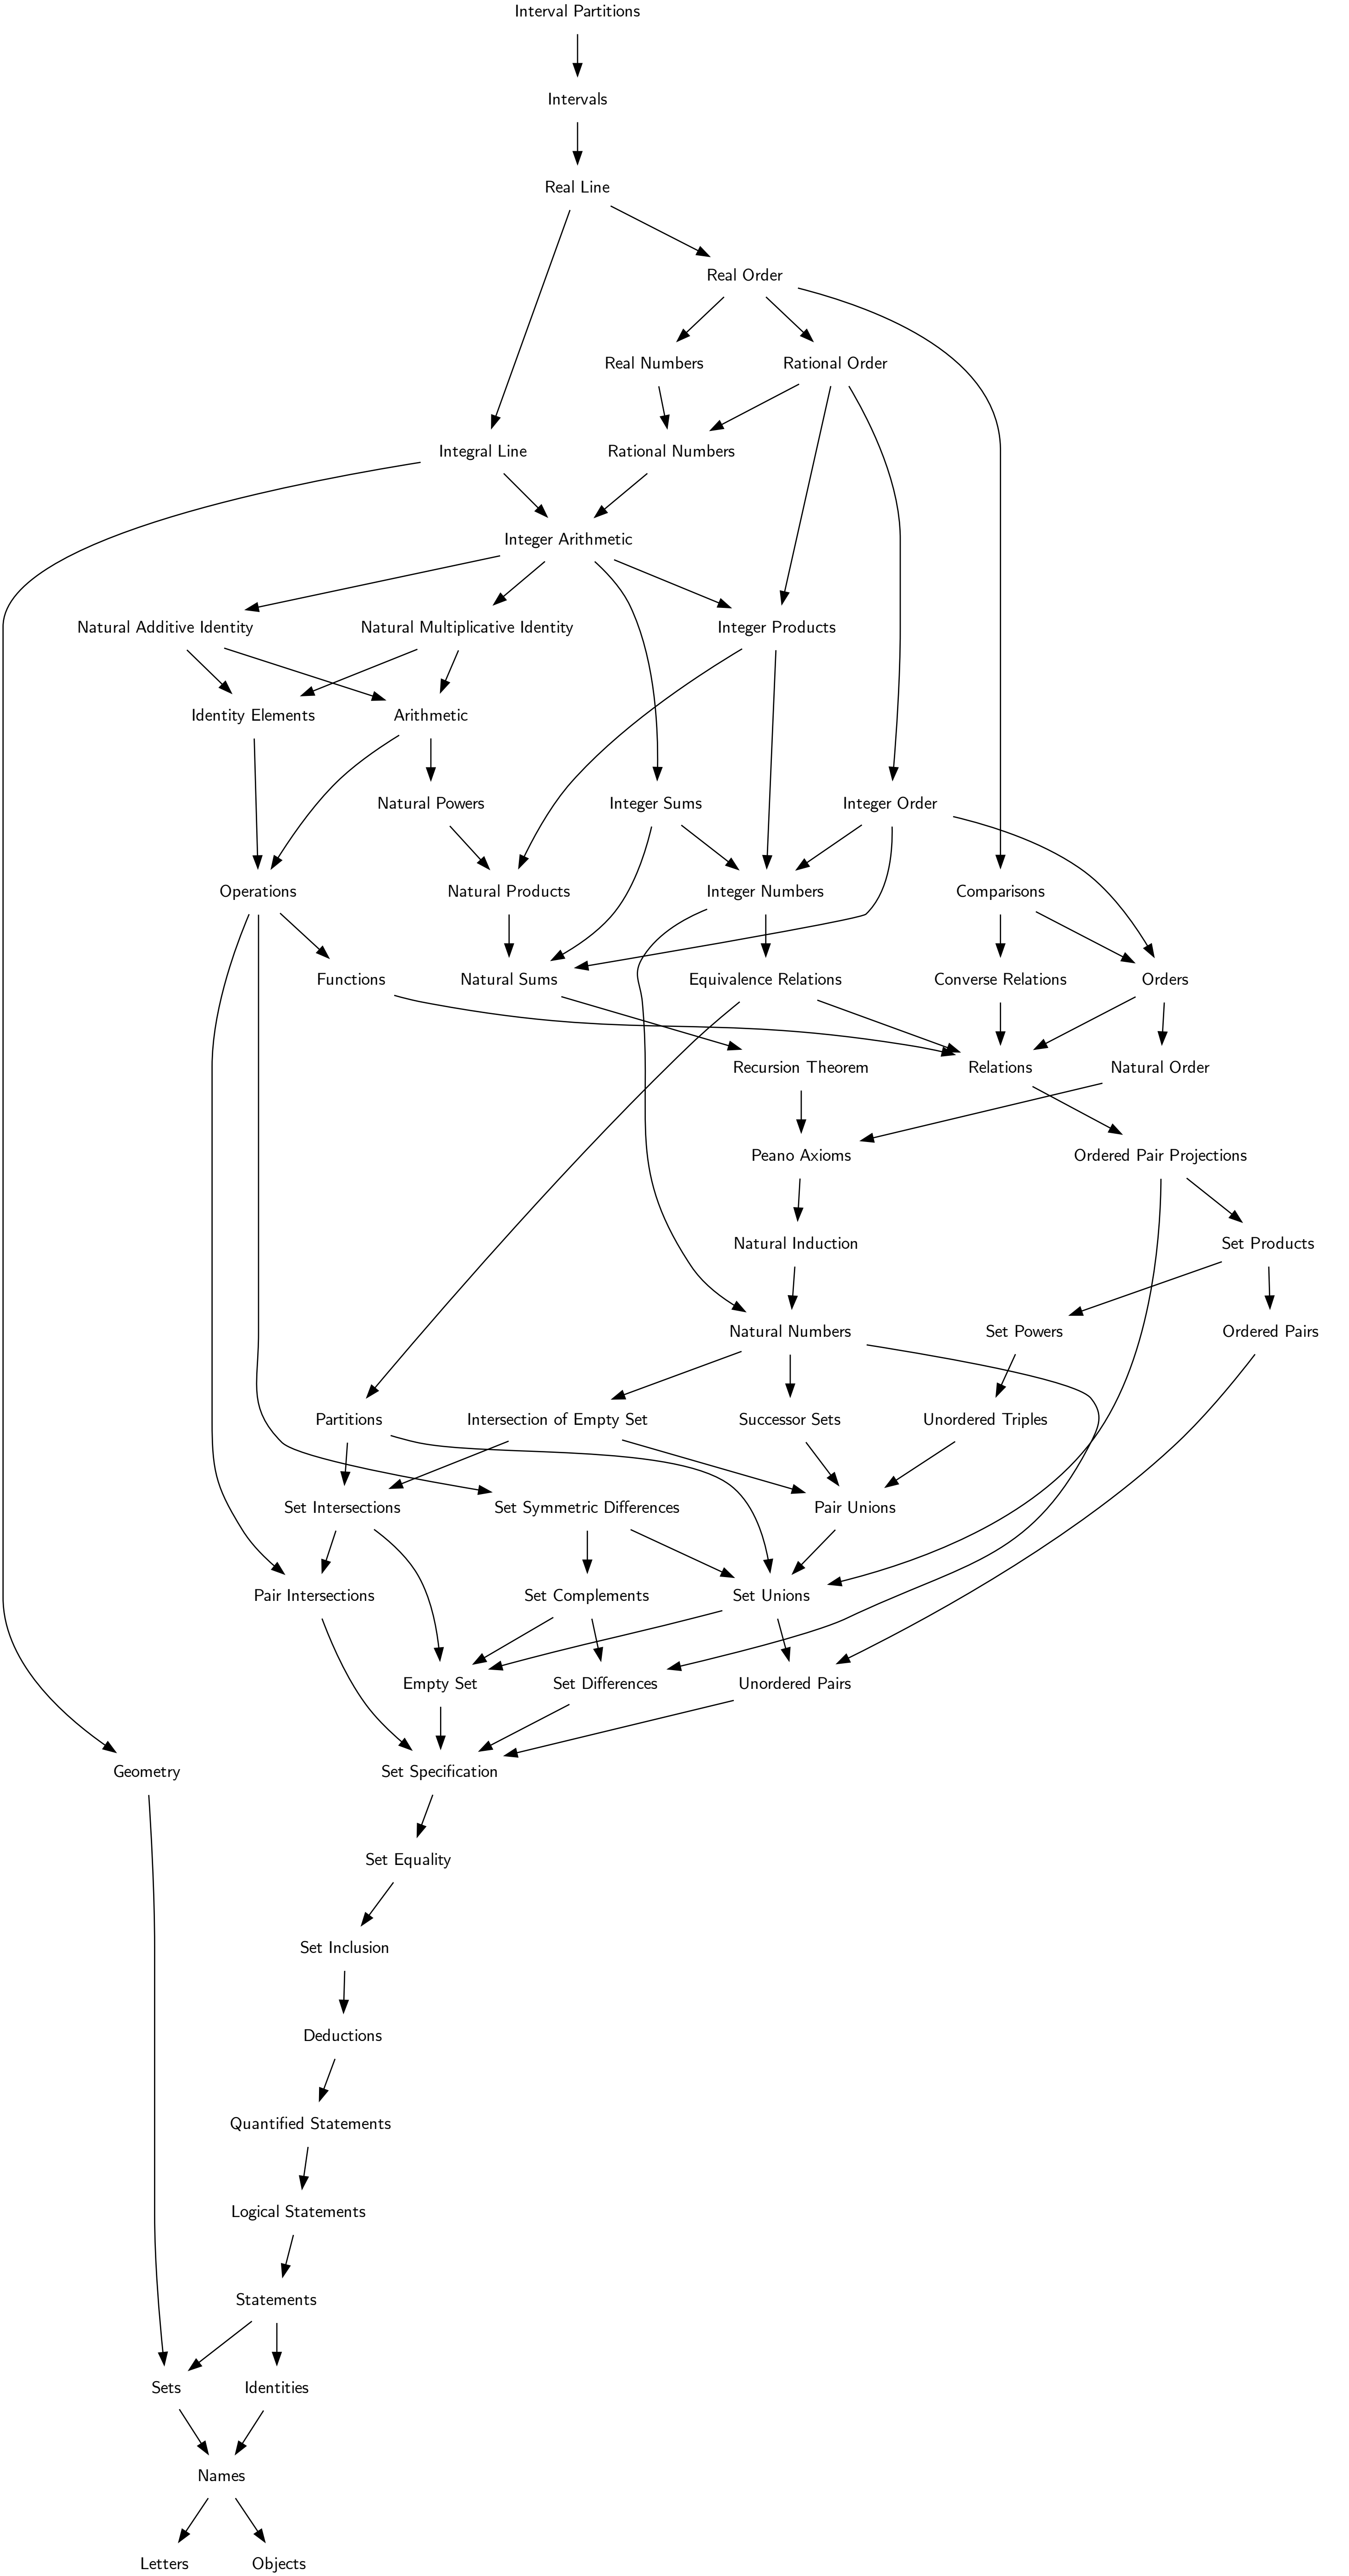 Interval Partitions
Intervals
Real Line
Real Order
Real Numbers
Rational Order
Integral Line
Rational Numbers
Integer Arithmetic
Natural Additive Identity
Natural Multiplicative Identity
Integer Products
Identity Elements
Arithmetic
Natural Powers
Integer Sums
Integer Order
Operations
Natural Products
Integer Numbers
Comparisons
Functions
Natural Sums
Equivalence Relations
Converse Relations
Orders
Recursion Theorem
Relations
Natural Order
Peano Axioms
Ordered Pair Projections
Natural Induction
Set Products
Natural Numbers
Set Powers
Ordered Pairs
Partitions
Intersection of Empty Set
Successor Sets
Unordered Triples
Set Intersections
Set Symmetric Differences
Pair Unions
Pair Intersections
Set Complements
Set Unions
Empty Set
Set Differences
Unordered Pairs
Geometry
Set Specification
Set Equality
Set Inclusion
Deductions
Quantified Statements
Logical Statements
Statements
Sets
Identities
Names
Letters
Objects